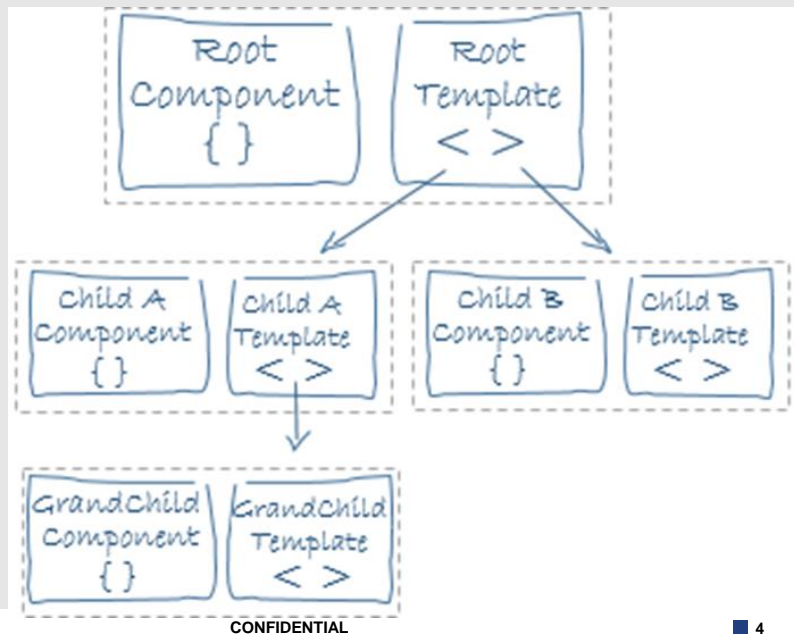 Root
Component
{ }
Root
Template
< >
Child A
Component
{ }
Child A
Template
< >
Child B
Component
{ }
Child B
Template
< >
GrandChild
Component
{ }
GrandChild
Template
< >
CONFIDENTIAL
4